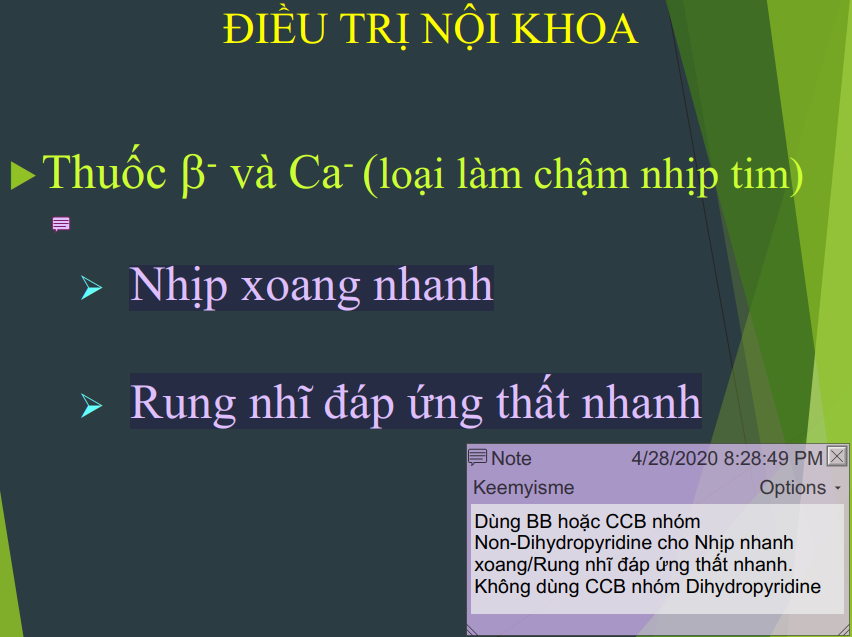 ĐIỀU TRỊ NỘI KHOA
Thuốc β- và Ca- (loại làm chậm nhịp tim)
Nhịp xoang nhanh
Rung nhĩ đáp ứng thất nhanh
Note 4/28/2020 8:28:49 PM
Keemyisme Options
Dùng BB hoặc CCB nhóm
Non-Dihydropyridine cho Nhịp nhanh
xoang/Rung nhĩ đáp ứng thất nhanh.
Không dùng CCB nhóm Dihydropyridine